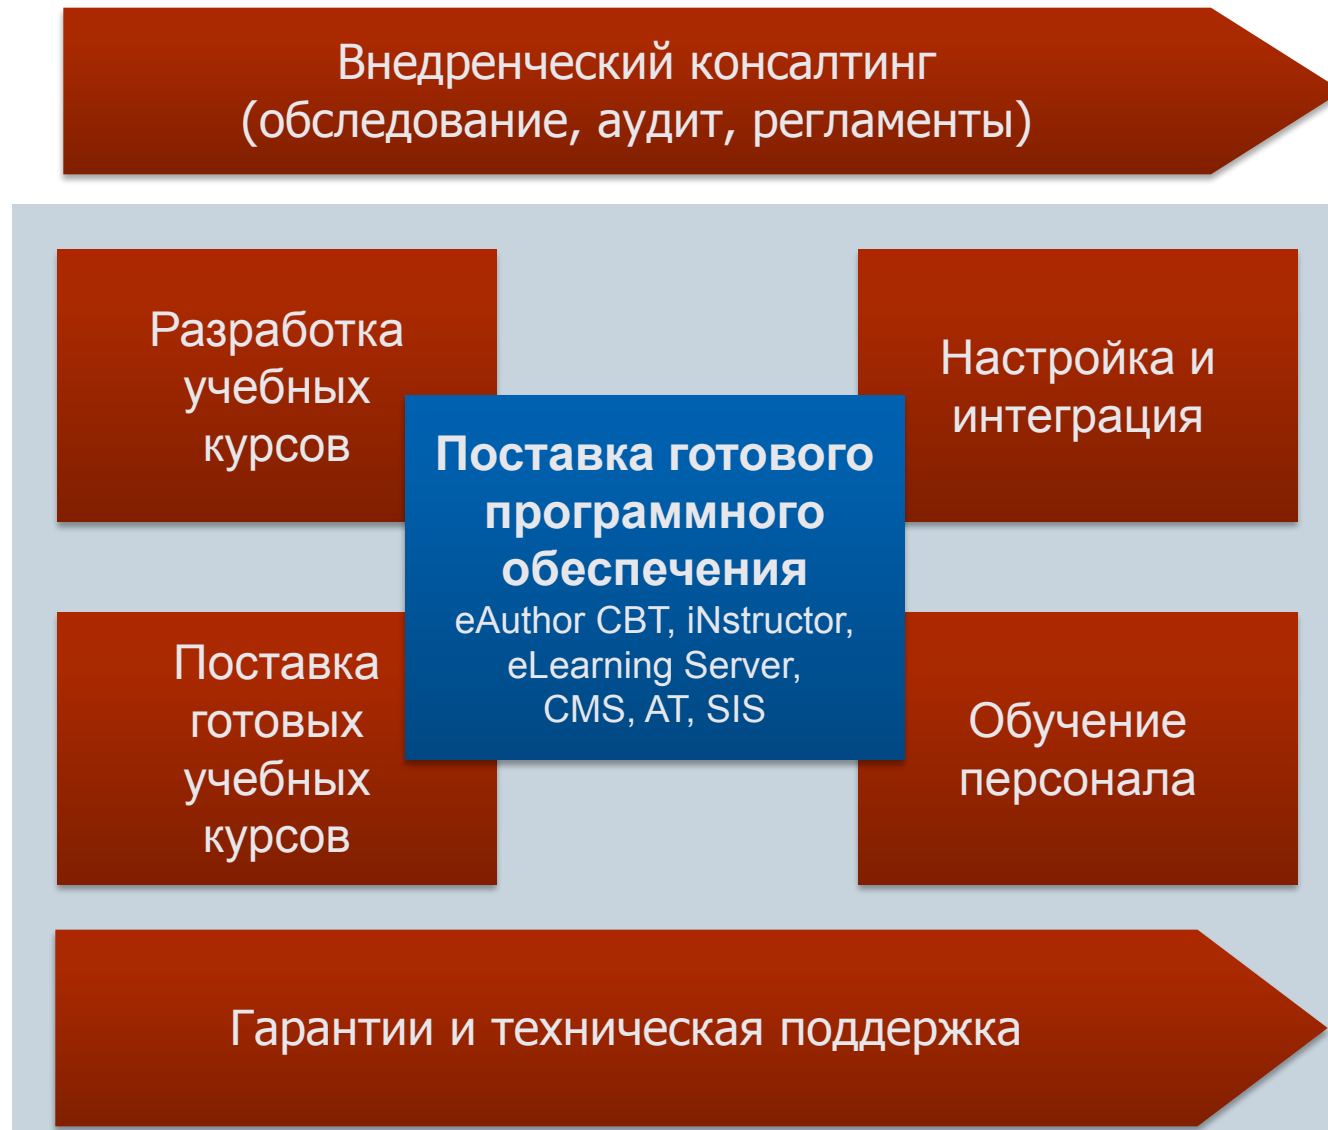 Внедренческий консалтинг
(обследование, аудит, регламенты)
Разработка
учебных
курсов
Настройка и
интеграция
Поставка готового
программного
обеспечения
eAuthor CBT, iNstructor,
eLearning Server,
CMS, AT, SIS
Поставка
готовых
учебных
курсов
Обучение
персонала
Гарантии и техническая поддержка